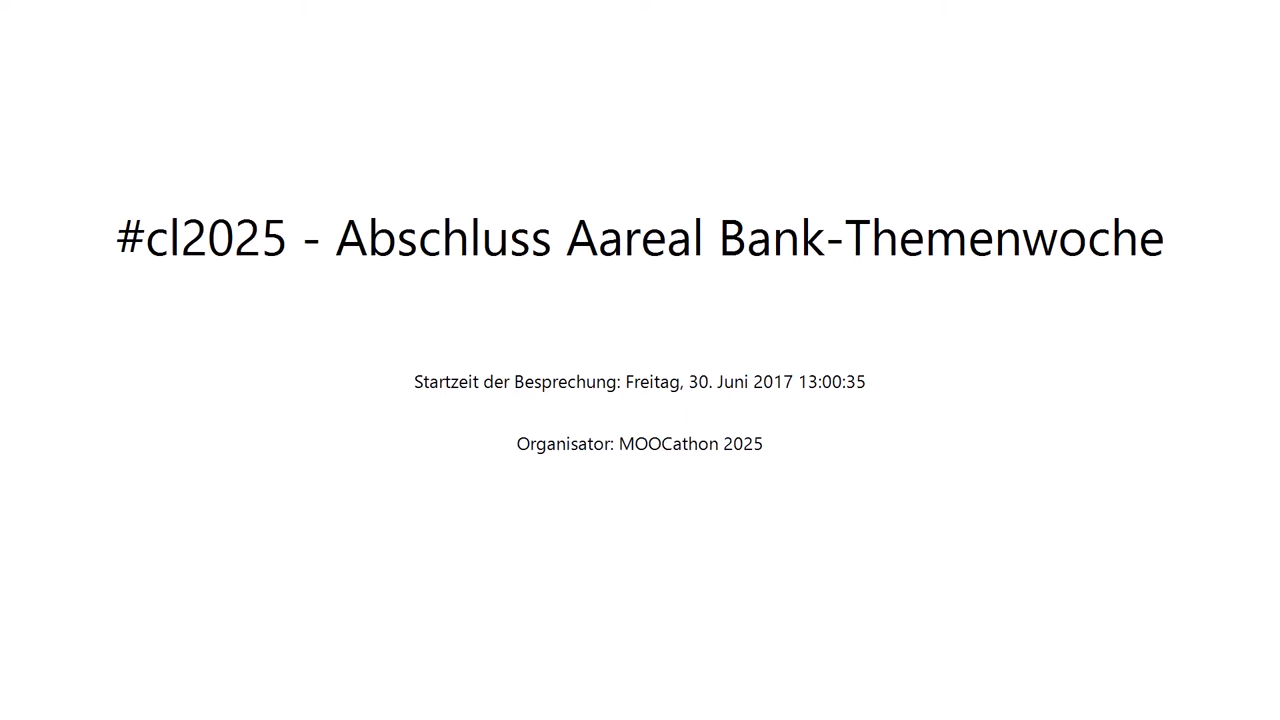 #cl2025 - Abschluss Aareal Bank-Themenwoche
Startzeit der Besprechung: Freitag, 30. Juni 2017 13:00:35
Organisator: MOOCathon 2025